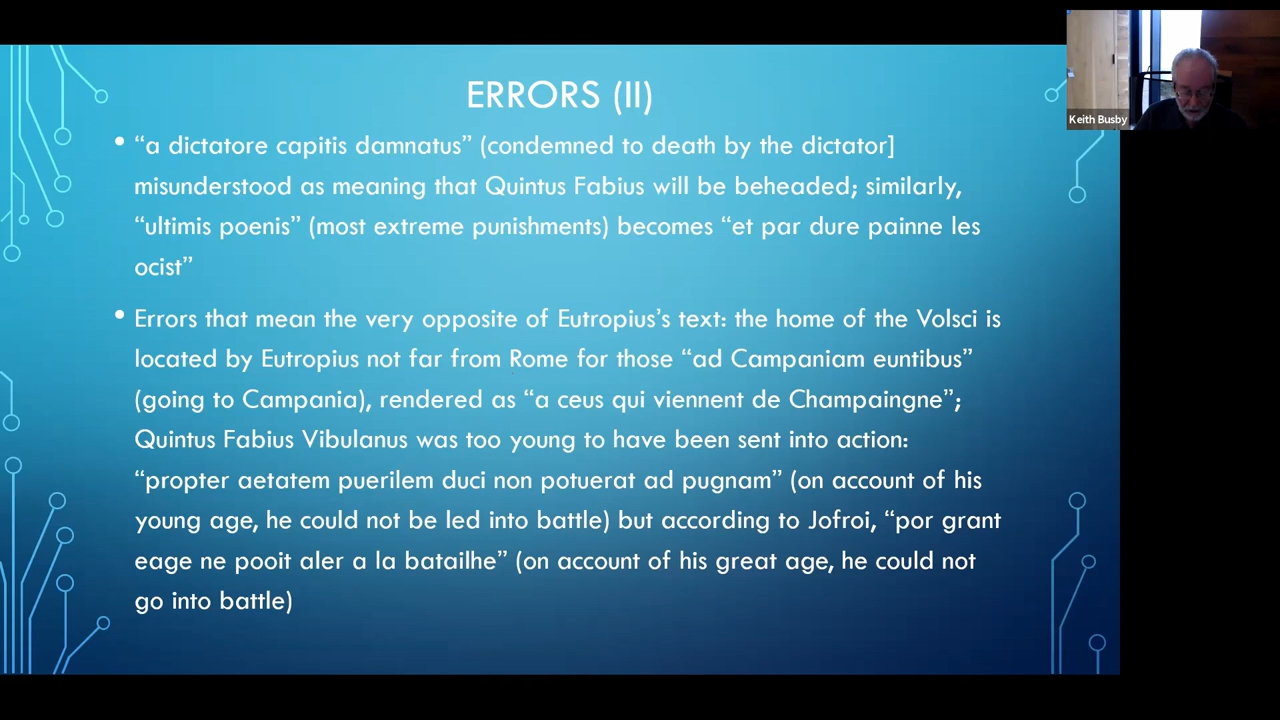 ERRORS (II)
• “a dictatore capitis damnatus” (condemned to death by the dictator]
misunderstood as meaning that Quintus Fabius will be beheaded; similarly,
“ultimis poenis” (most extreme punishments) becomes “et par dure painne les
ocist”
• Errors that mean the very opposite of Eutropius’s text: the home of the Volsci is
located by Eutropius not far from Rome for those “ad Campaniam euntibus”
(going to Campania), rendered as “a ceus qui viennent de Champaingne”;
Quintus Fabius Vibulanus was too young to have been sent into action:
“propter aetatem puerilem duci non potuerat ad pugnam” (on account of his
young age, he could not be led into battle) but according to Jofroi, “por grant
eage ne pooit aler a la batailhe” (on account of his great age, he could not
go into battle)
Keith Busby